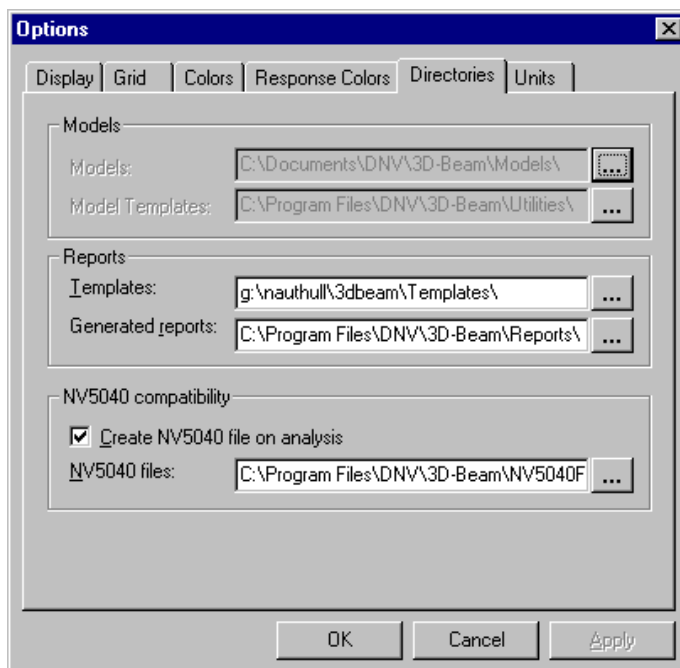 Options
Display Grid Colors Response Colors Directories Units
Models
Models: C:\Documents\DNV\3D-Beam\Models\ ...
Model Templates: C:\Program Files\DNV\3D-Beam\Utilities\ ...
Reports
Templates: g:\nauthull\3dbeam\Templates\ ...
Generated reports: C:\Program Files\DNV\3D-Beam\Reports\ ...
NV5040 compatibility
Create NV5040 file on analysis
NV5040 files: C:\Program Files\DNV\3D-Beam\NV5040F ...
OK Cancel Apply